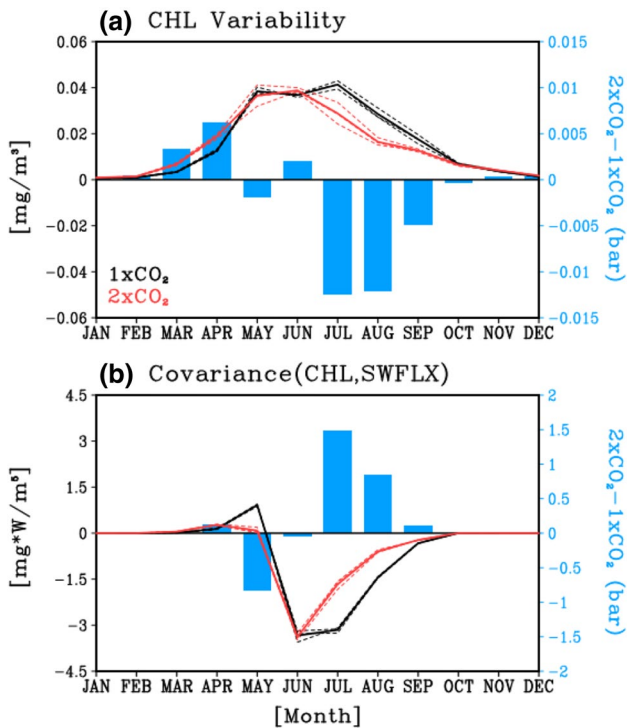 (a) CHL Variability
0.06 0.015
0.04 0.01
0.02 0.005
0 0
-0.02 -0.005
-0.04 -0.01
-0.06 -0.015
[mg/m³]
2xCO₂-1xCO₂ (bar)
1xCO₂
2xCO₂
JAN FEB MAR APR MAY JUN JUL AUG SEP OCT NOV DEC
(b) Covariance(CHL,SWFLX)
4.5 2
3 1.5
1.5 1
0 0.5
-1.5 0
-3 -0.5
-4.5 -1
-1.5
-2
[mg*W/m⁵]
2xCO₂-1xCO₂ (bar)
JAN FEB MAR APR MAY JUN JUL AUG SEP OCT NOV DEC
[Month]